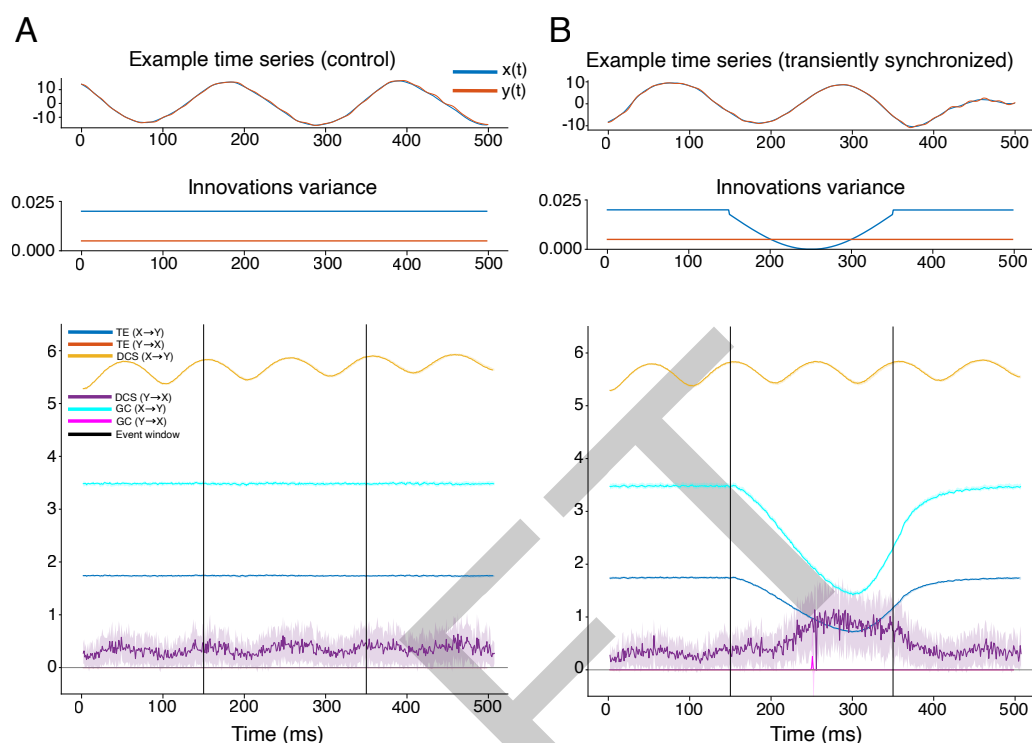 A
B
Example time series (control)
Example time series (transiently synchronized)
x(t)
y(t)
10
0
-10
0 100 200 300 400 500
10
0
-10
0 100 200 300 400 500
Innovations variance
0.025
0.000
0 100 200 300 400 500
Innovations variance
0.025
0.000
0 100 200 300 400 500
TE (X→Y)
TE (Y→X)
DCS (X→Y)
DCS (Y→X)
GC (X→Y)
GC (Y→X)
Event window
6
5
4
3
2
1
0
0 100 200 300 400 500
Time (ms)
6
5
4
3
2
1
0
0 100 200 300 400 500
Time (ms)